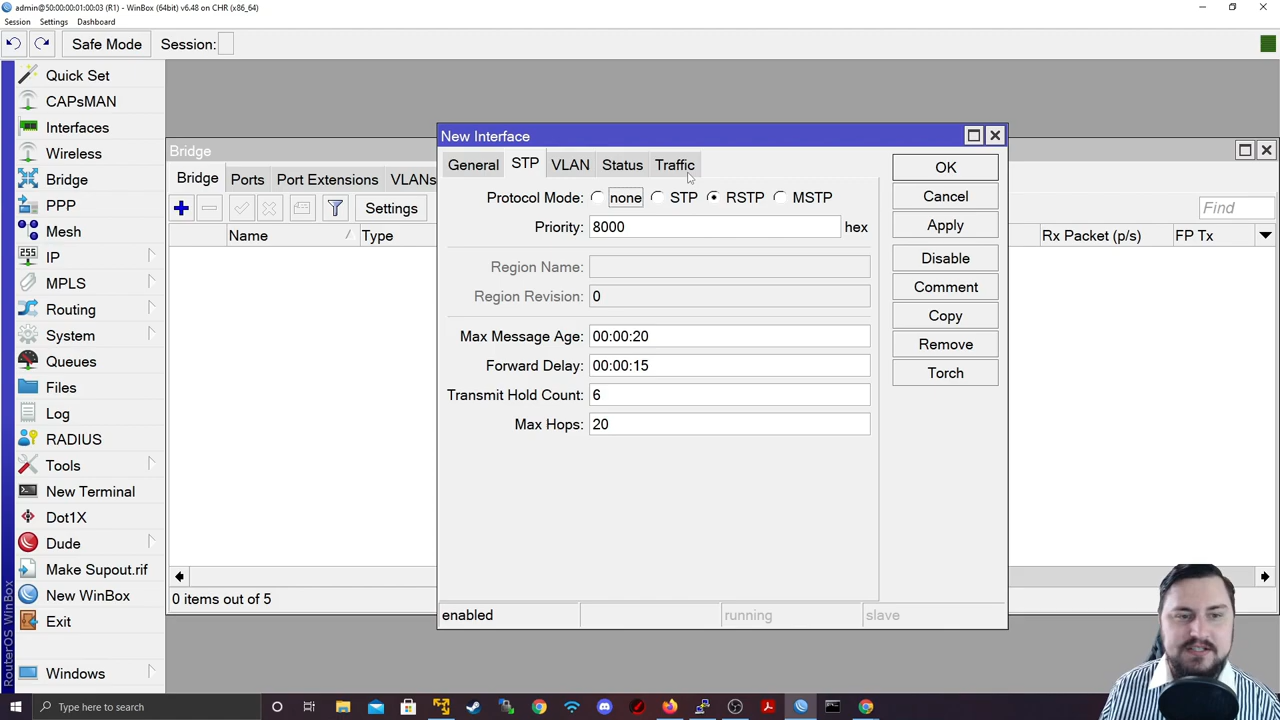 admin@50:00:00:01:00:03 (R1) - WinBox (64bit) v6.48 on CHR (x86_64)
Session Settings Dashboard
Safe Mode Session:
Quick Set
CAPsMAN
Interfaces
Wireless
Bridge
PPP
Mesh
IP
MPLS
Routing
System
Queues
Files
Log
RADIUS
Tools
New Terminal
Dot1X
Dude
Make Supout.rif
New WinBox
Exit
Windows
RouterOS WinBox
Bridge
Bridge Ports Port Extensions VLANs
Settings Find
Name Type Rx Packet (p/s) FP Tx
0 items out of 5
New Interface
General STP VLAN Status Traffic
Protocol Mode: none STP RSTP MSTP
Priority: 8000 hex
Region Name:
Region Revision: 0
Max Message Age: 00:00:20
Forward Delay: 00:00:15
Transmit Hold Count: 6
Max Hops: 20
OK
Cancel
Apply
Disable
Comment
Copy
Remove
Torch
enabled running slave
Type here to search